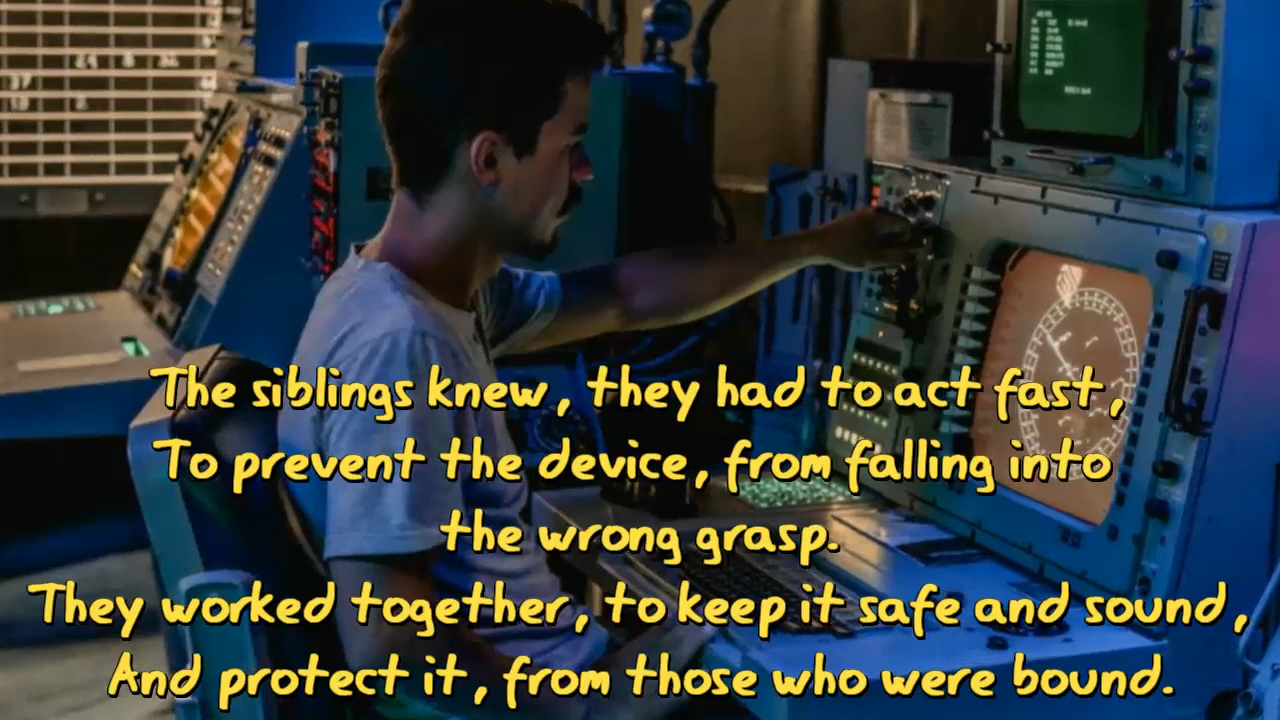 The siblings knew, they had to act fast,
To prevent the device, from falling into
the wrong grasp.
They worked together, to keep it safe and sound,
And protect it, from those who were bound.